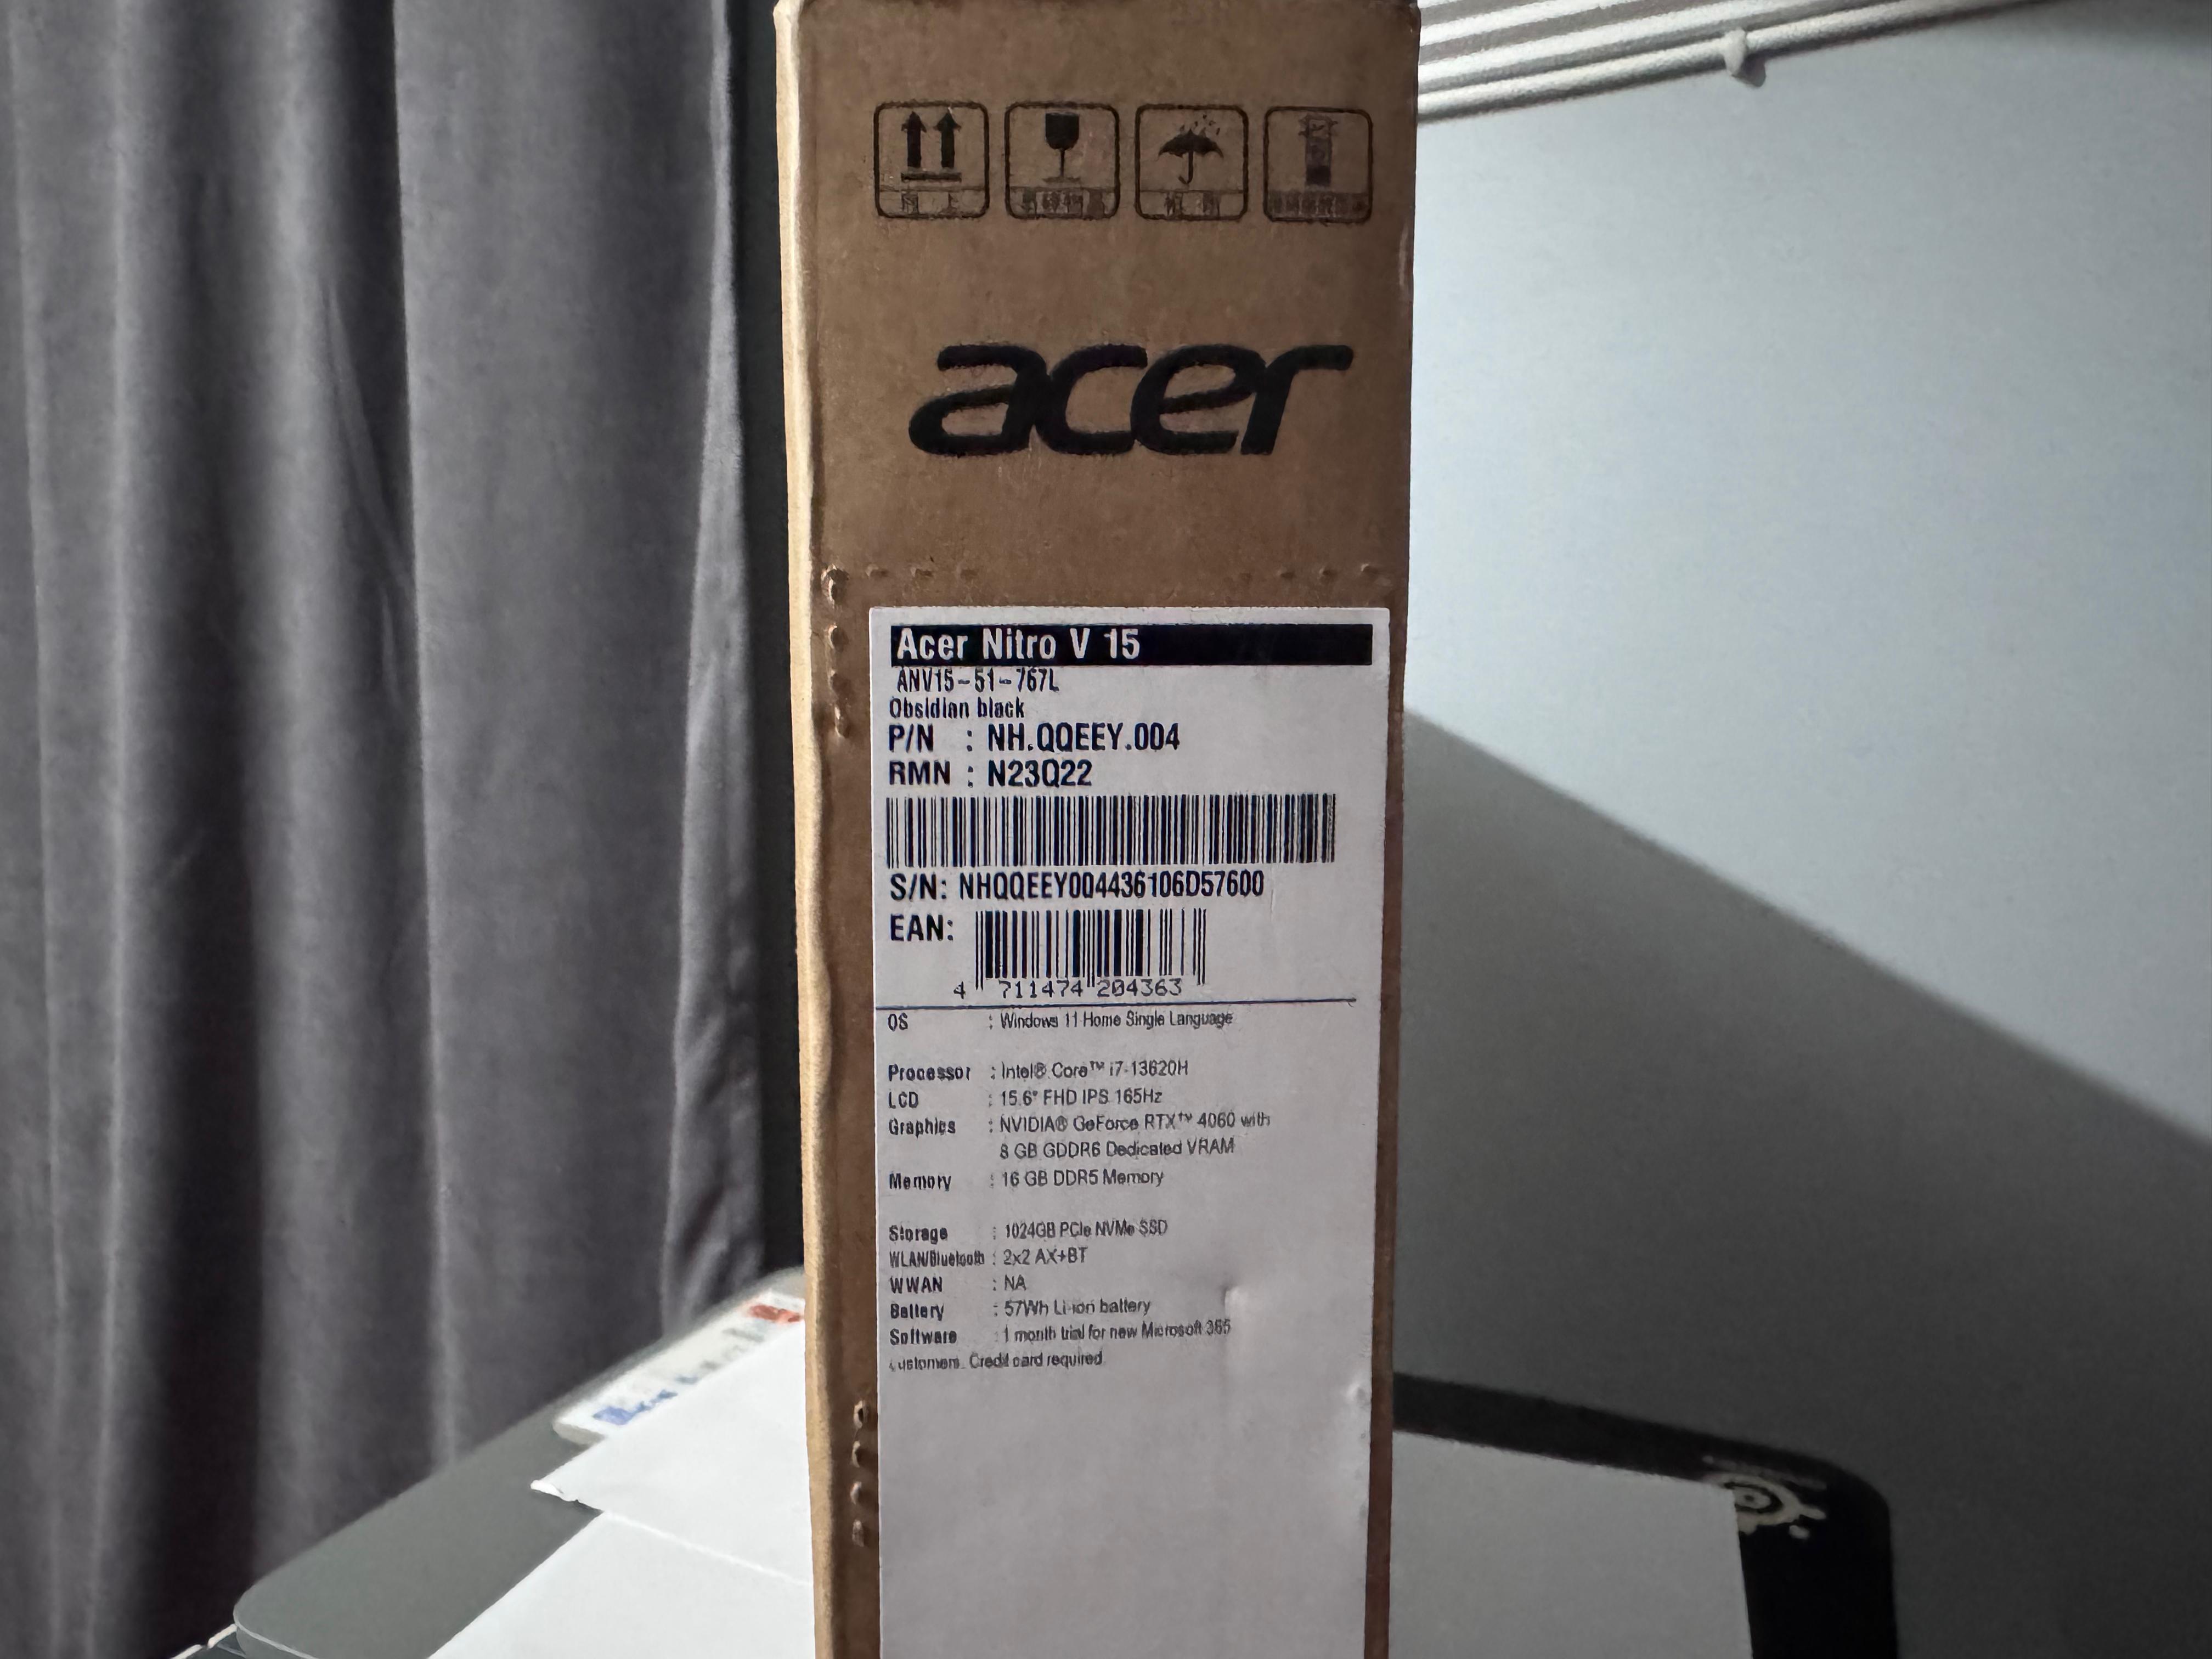 acer
Acer Nitro V 15
ANV15-51-767L
Obsidian black
P/N : NH.QQEEY.004
RMN : N23Q22
S/N: NHQQEEY004436106D57600
EAN:
4 711474 204363
OS : Windows 11 Home Single Language
Processor : Intel® Core™ i7-13620H
LCD : 15.6" FHD IPS 165Hz
Graphics : NVIDIA® GeForce RTX™ 4060 with
8 GB GDDR6 Dedicated VRAM
Memory : 16 GB DDR5 Memory
Storage : 1024GB PCIe NVMe SSD
WLAN/Bluetooth : 2x2 AX+BT
WWAN : NA
Battery : 57Wh Li-ion battery
Software : 1 month trial for new Microsoft 365
customers. Credit card required